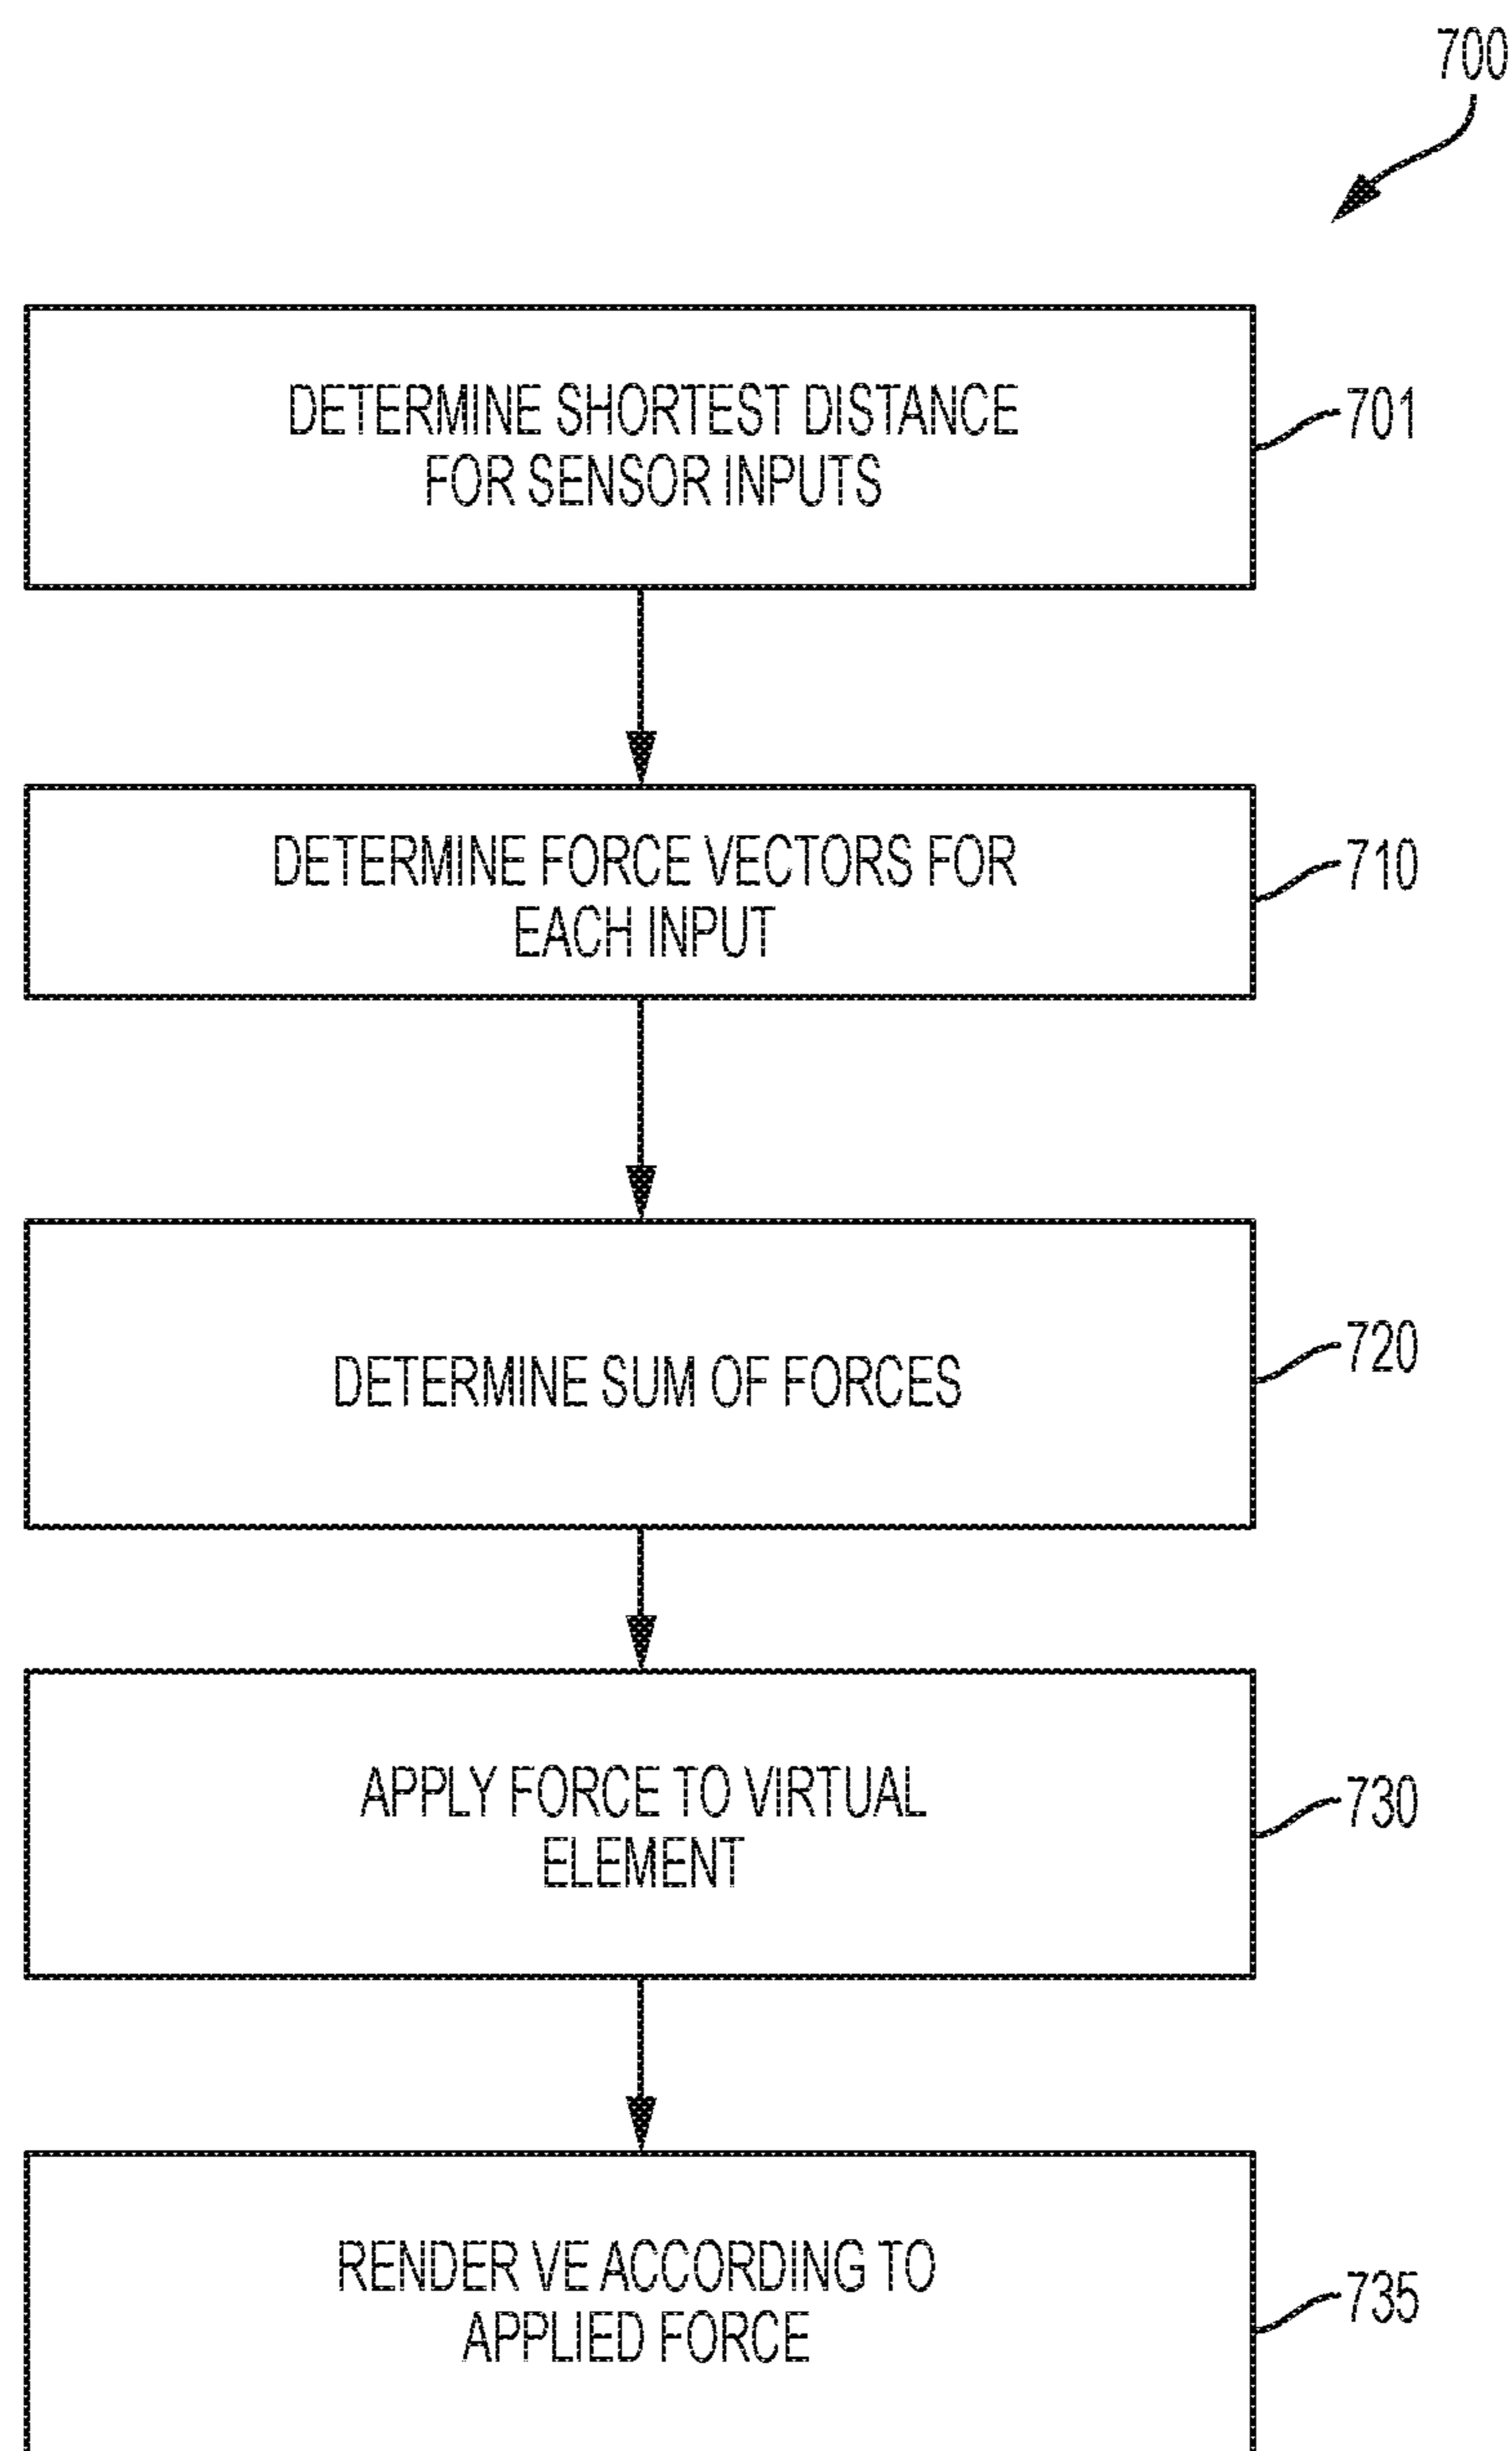 700
DETERMINE SHORTEST DISTANCE
FOR SENSOR INPUTS
701
DETERMINE FORCE VECTORS FOR
EACH INPUT
710
DETERMINE SUM OF FORCES
720
APPLY FORCE TO VIRTUAL
ELEMENT
730
RENDER VE ACCORDING TO
APPLIED FORCE
735